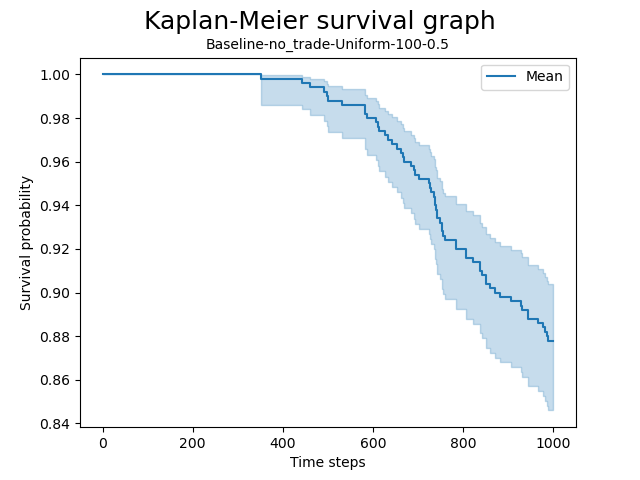 Kaplan-Meier survival graph
Baseline-no_trade-Uniform-100-0.5
Mean
Survival probability
1.00
0.98
0.96
0.94
0.92
0.90
0.88
0.86
0.84
0 200 400 600 800 1000
Time steps